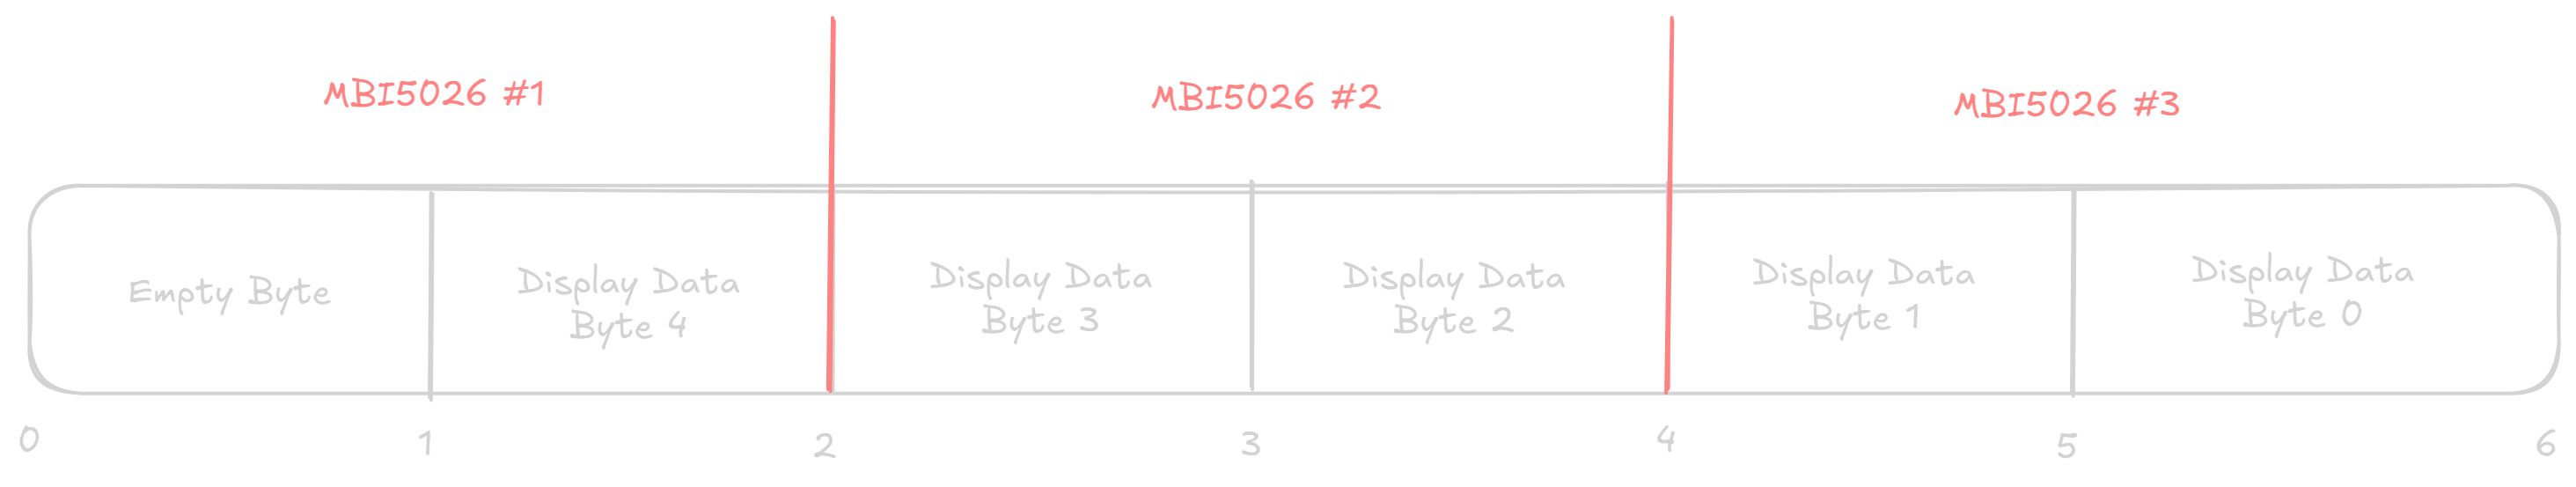 MBI5026 #1
MBI5026 #2
MBI5026 #3
Empty Byte
Display Data
Byte 4
Display Data
Byte 3
Display Data
Byte 2
Display Data
Byte 1
Display Data
Byte 0
0
1
2
3
4
5
6